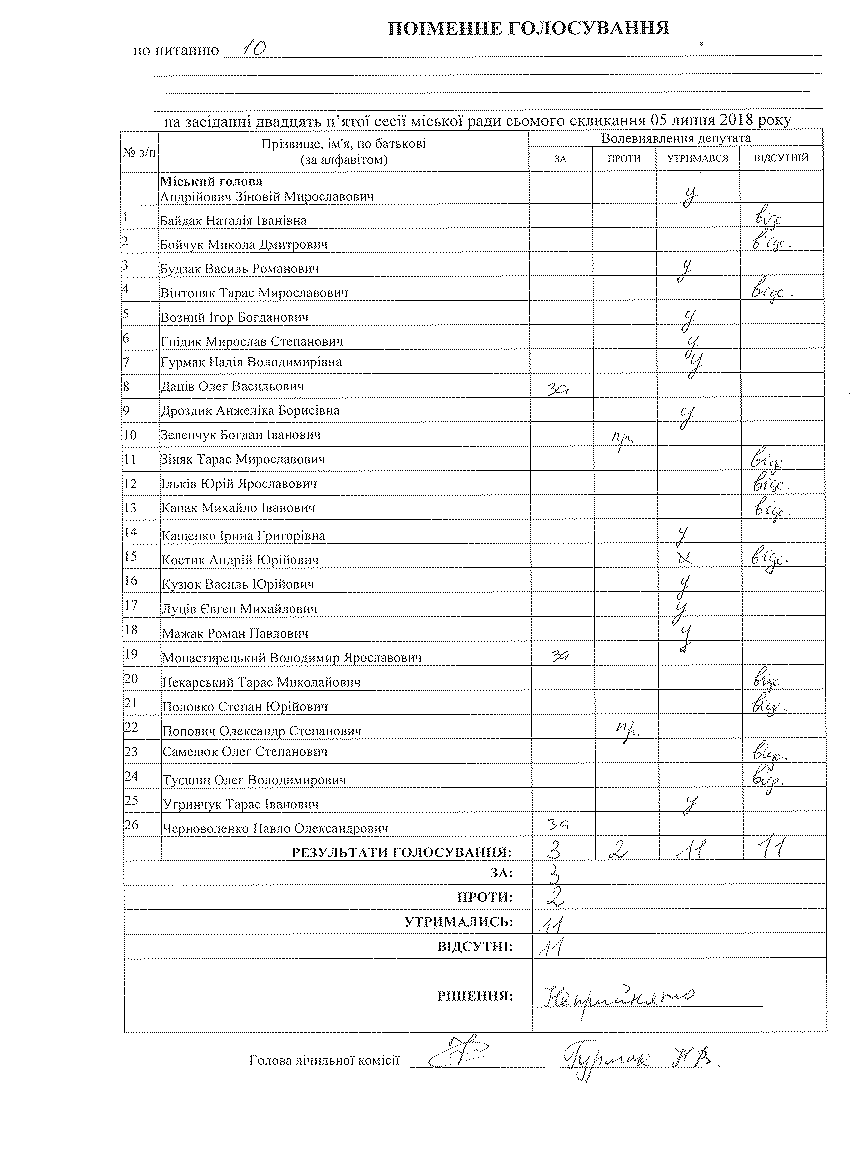 ПОІМЕННЕ ГОЛОСУВАННЯ
по питанню 10
на засіданні двадцять п'ятої сесії міської ради сьомого скликання 05 липня 2018 року
№ з/п Прізвище, ім'я, по батькові (за алфавітом) Волевиявлення депутата
ЗА ПРОТИ УТРИМАВСЯ ВІДСУТНІЙ
Міський голова
Андрійович Зіновій Мирославович у
1 Байдак Наталія Іванівна відс
2 Бойчук Микола Дмитрович відс.
3 Будзак Василь Романович у
4 Вінтоняк Тарас Мирославович відс.
5 Возний Ігор Богданович у
6 Гнідик Мирослав Степанович у
7 Гурмак Надія Володимирівна у
8 Даців Олег Васильович за
9 Дроздик Анжеліка Борисівна у
10 Зеленчук Богдан Іванович пр.
11 Зіняк Тарас Мирославович відс
12 Ільків Юрій Ярославович відс.
13 Капак Михайло Іванович відс.
14 Кащенко Ірина Григорівна у
15 Костик Андрій Юрійович відс.
16 Кузюк Василь Юрійович у
17 Луців Євген Михайлович у
18 Мажак Роман Павлович у
19 Монастирецький Володимир Ярославович за
20 Пекарський Тарас Миколайович відс
21 Половко Степан Юрійович відс.
22 Попович Олександр Степанович пр.
23 Саменюк Олег Степанович відс.
24 Олег Володимирович відс.
25 Угринчук Тарас Іванович у
26 Черноволенко Павло Олександрович за
РЕЗУЛЬТАТИ ГОЛОСУВАННЯ: 3 2 11 11
ЗА: 3
ПРОТИ: 2
УТРИМАЛИСЬ: 11
ВІДСУТНІ: 11
РІШЕННЯ: Неприйнято
Голова лічильної комісії Гурмак Н.В.